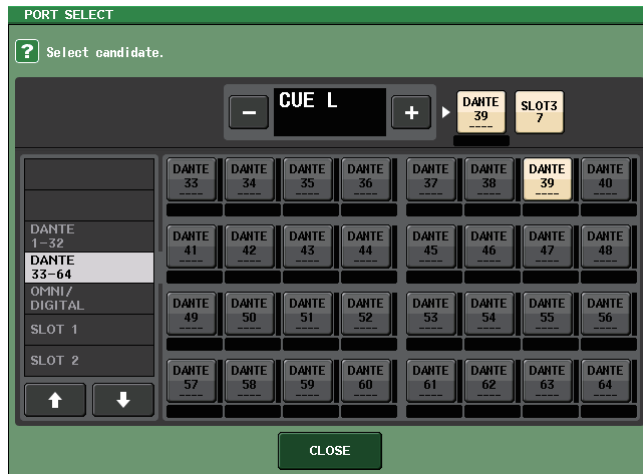 PORT SELECT
? Select candidate.
− CUE L + DANTE 39 ---- SLOT3 7
DANTE 1-32
DANTE 33-64
OMNI/ DIGITAL
SLOT 1
SLOT 2
DANTE 33 ---- DANTE 34 ---- DANTE 35 ---- DANTE 36 ---- DANTE 37 ---- DANTE 38 ---- DANTE 39 ---- DANTE 40 ----
DANTE 41 ---- DANTE 42 ---- DANTE 43 ---- DANTE 44 ---- DANTE 45 ---- DANTE 46 ---- DANTE 47 ---- DANTE 48 ----
DANTE 49 ---- DANTE 50 ---- DANTE 51 ---- DANTE 52 ---- DANTE 53 ---- DANTE 54 ---- DANTE 55 ---- DANTE 56 ----
DANTE 57 ---- DANTE 58 ---- DANTE 59 ---- DANTE 60 ---- DANTE 61 ---- DANTE 62 ---- DANTE 63 ---- DANTE 64 ----
CLOSE